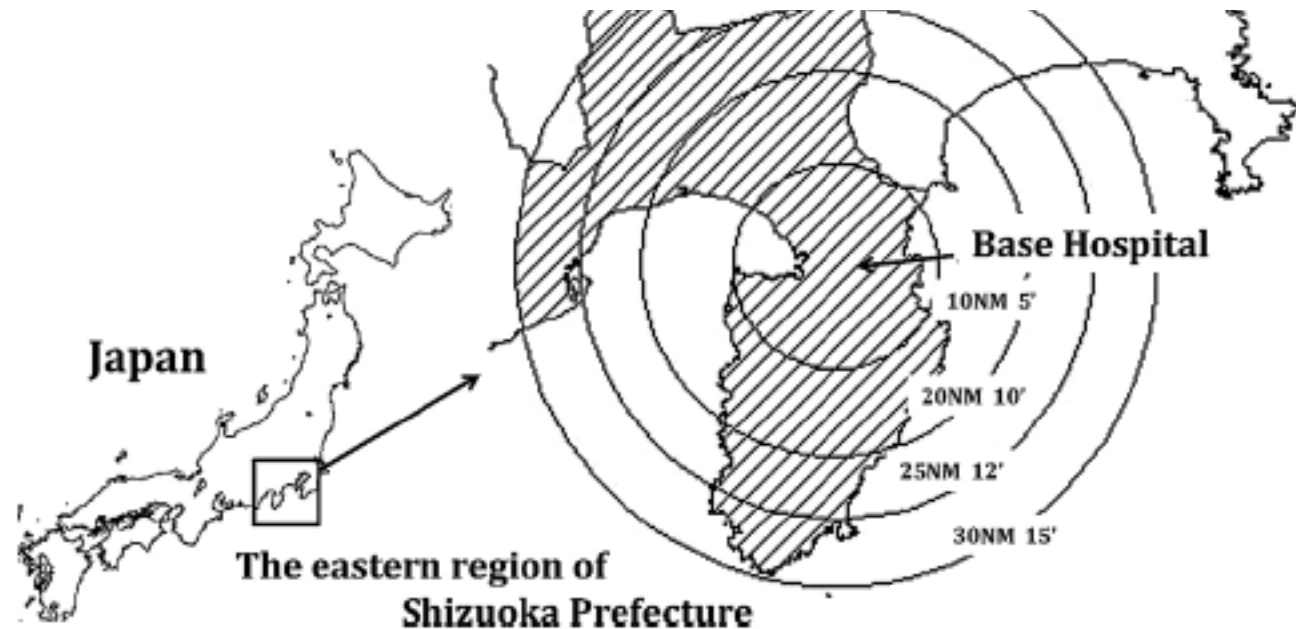 Base Hospital
10NM 5'
Japan
20NM 10'
25NM 12'
30NM 15'
The eastern region of
Shizuoka Prefecture